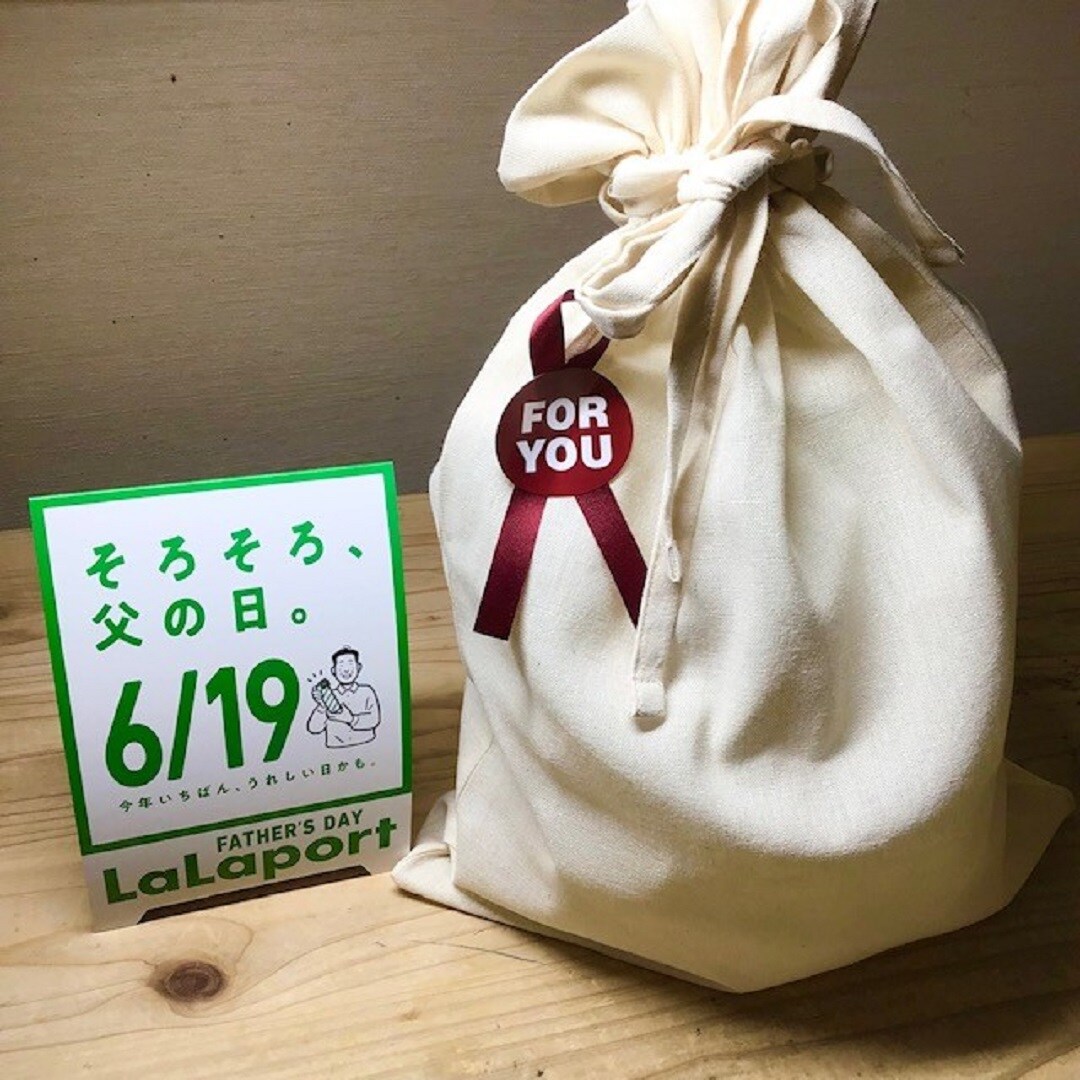 そろそろ、
父の日。
6/19
今年いちばん、うれしい日かも。
FATHER'S DAY
LaLaport
FOR
YOU